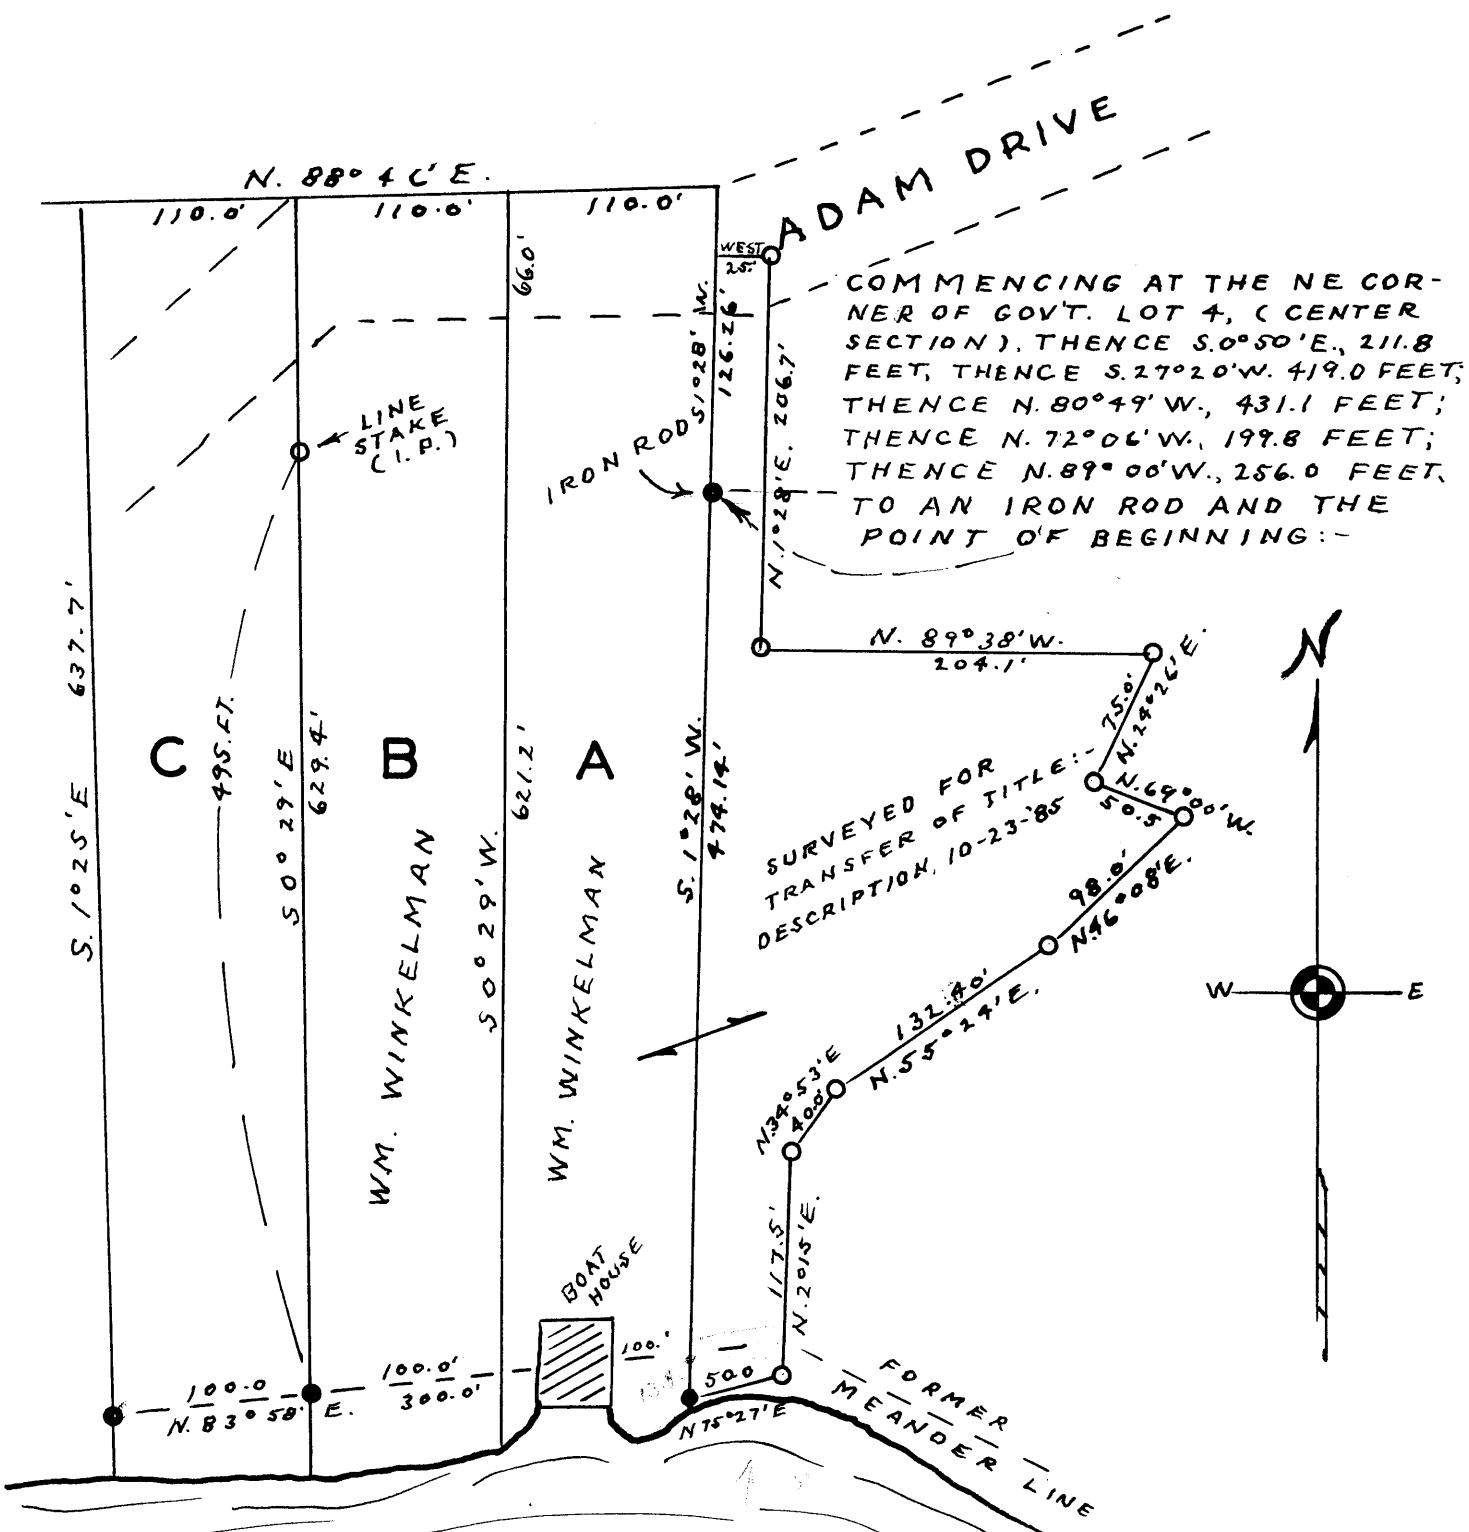 ADAM DRIVE
N. 88° 46' E.
110.0'
110.0'
110.0'
WEST
25.'
66.0'
S1°28' W.
126.26'
N.1°28'E. 206.7'
COMMENCING AT THE NE COR-
NER OF GOV'T. LOT 4, (CENTER
SECTION), THENCE S.0°50'E., 211.8
FEET, THENCE S.27°20'W. 419.0 FEET;
THENCE N.80°49'W., 431.1 FEET;
THENCE N.72°06'W., 199.8 FEET;
THENCE N.89°00'W., 256.0 FEET.
TO AN IRON ROD AND THE
POINT OF BEGINNING:-
LINE
STAKE
(I.P.)
IRON ROD
N. 89°38'W.
204.1'
75.0'
N.24°26'E.
N
S. 1°25'E 637.7'
C
495.FT.
S 0°29'E
629.4'
B
S 0°29'W.
621.2'
A
S. 1°28'W.
474.14'
SURVEYED FOR
TRANSFER OF TITLE:-
DESCRIPTION, 10-23-'85
N.69°00'W.
50.5
98.0'
N.46°08'E.
WM. WINKELMAN
WM. WINKELMAN
132.40'
N.55°24'E.
W
E
N.34°53'E
40.0'
117.5'
N.2°15'E.
BOAT
HOUSE
100.0
N.83°58' E.
100.0'
300.0'
100.'
50.0
N75°27'E
FORMER
MEANDER LINE